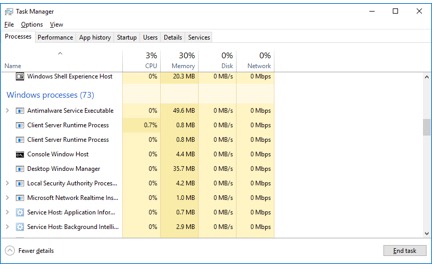 Task Manager
File Options View
Processes Performance App history Startup Users Details Services
3% 30% 0% 0%
Name CPU Memory Disk Network
Windows Shell Experience Host 0% 20.3 MB 0 MB/s 0 Mbps
Windows processes (73)
Antimalware Service Executable 0% 49.6 MB 0 MB/s 0 Mbps
Client Server Runtime Process 0.7% 0.8 MB 0 MB/s 0 Mbps
Client Server Runtime Process 0% 0.8 MB 0 MB/s 0 Mbps
Console Window Host 0% 4.4 MB 0 MB/s 0 Mbps
Desktop Window Manager 0% 35.7 MB 0 MB/s 0 Mbps
Local Security Authority Proces... 0% 4.2 MB 0 MB/s 0 Mbps
Microsoft Network Realtime Ins... 0% 1.0 MB 0 MB/s 0 Mbps
Service Host: Application Infor... 0% 0.7 MB 0 MB/s 0 Mbps
Service Host: Background Intelli... 0% 2.9 MB 0 MB/s 0 Mbps
Fewer details End task